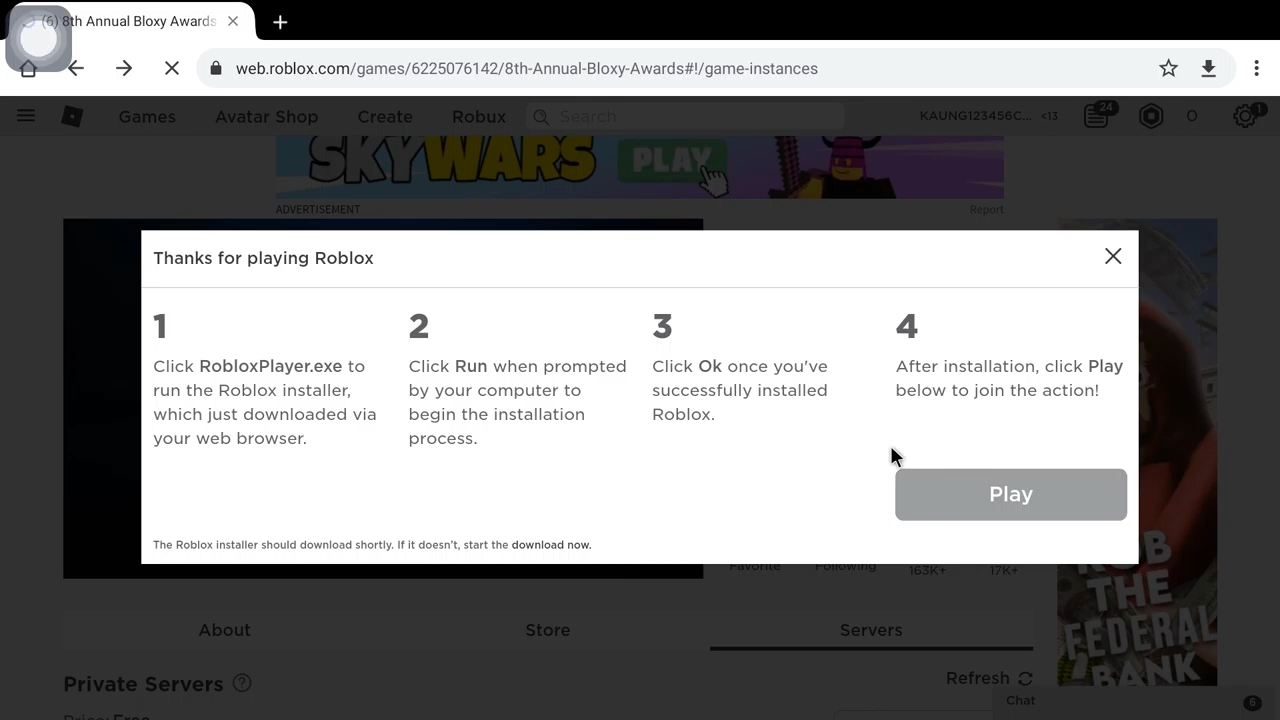 (6) 8th Annual Bloxy Awards
web.roblox.com/games/6225076142/8th-Annual-Bloxy-Awards#!/game-instances
Games Avatar Shop Create Robux Search KAUNG123456C... <13 24 0 1
SKYWARS PLAY
ADVERTISEMENT Report
Thanks for playing Roblox
1 2 3 4
Click RobloxPlayer.exe to
run the Roblox installer,
which just downloaded via
your web browser.
Click Run when prompted
by your computer to
begin the installation
process.
Click Ok once you've
successfully installed
Roblox.
After installation, click Play
below to join the action!
Play
The Roblox installer should download shortly. If it doesn't, start the download now.
Favorite Following 163K+ 17K+
ROB
THE
FEDERAL
BANK
About Store Servers
Private Servers ? Refresh
Price: Free
Chat 6